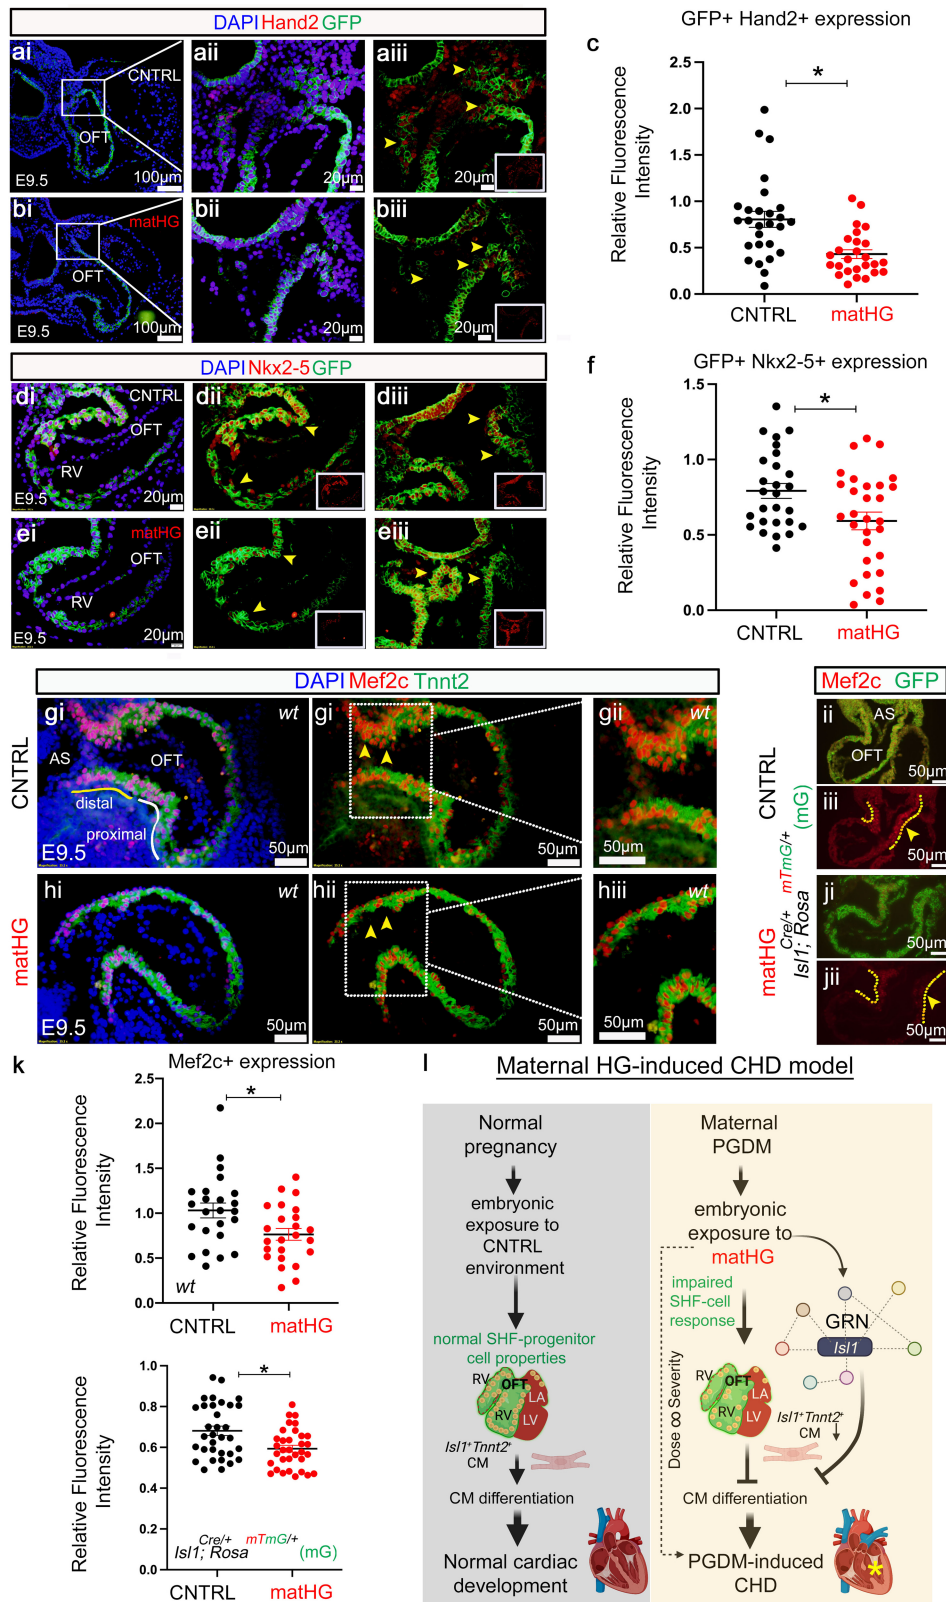 DAPI Hand2 GFP
ai
CNTRL
OFT
E9.5
100µm
aii
20µm
aiii
20µm
bi
matHG
OFT
E9.5
100µm
bii
20µm
biii
20µm
c
GFP+ Hand2+ expression
Relative Fluorescence
Intensity
2.5
2.0
1.5
1.0
0.5
0.0
*
CNTRL
matHG
DAPI Nkx2-5 GFP
di
CNTRL
OFT
RV
E9.5
20µm
dii
diii
ei
matHG
OFT
RV
E9.5
20µm
eii
eiii
f
GFP+ Nkx2-5+ expression
Relative Fluorescence
Intensity
1.5
1.0
0.5
0.0
*
CNTRL
matHG
DAPI Mef2c Tnnt2
CNTRL
gi
wt
AS
OFT
distal
proximal
E9.5
50µm
gi
50µm
gii
wt
50µm
matHG
hi
wt
E9.5
50µm
hii
50µm
hiii
50µm
Mef2c GFP
CNTRL
matHG
Isl1Cre/+; RosamTmG/+ (mG)
ii
AS
OFT
50µm
iii
50µm
ji
50µm
jii
50µm
k
Mef2c+ expression
Relative Fluorescence
Intensity
2.5
2.0
1.5
1.0
0.5
0.0
*
wt
CNTRL
matHG
Relative Fluorescence
Intensity
1.0
0.8
0.6
0.4
0.2
0.0
*
Isl1Cre/+; RosamTmG/+ (mG)
CNTRL
matHG
l
Maternal HG-induced CHD model
Normal
pregnancy
embryonic
exposure to
CNTRL
environment
normal SHF-progenitor
cell properties
RV
OFT
LA
RV
LV
Isl1+Tnnt2+
CM
CM differentiation
Normal cardiac
development
Maternal
PGDM
embryonic
exposure to
matHG
impaired
SHF-cell
response
GRN
Isl1
Dose ∞ Severity
RV
OFT
LA
RV
LV
Isl1+Tnnt2+
CM
CM differentiation
PGDM-induced
CHD
*